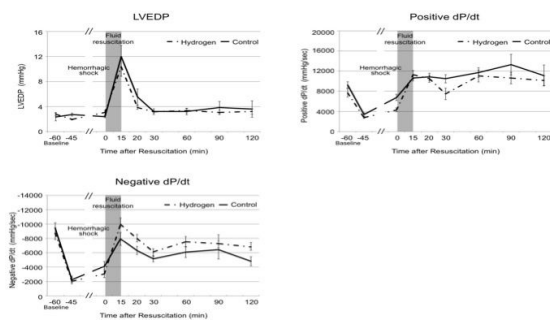 LVEDP
16
12
8
4
0
LVEDP
(mmHg)
Fluid
resuscitation
Hemorrhagic
shock
Hydrogen
Control
-60
-45
0
15
20
30
60
90
120
Baseline
Time after Resuscitation (min)
Positive dP/dt
20000
16000
12000
8000
4000
0
Positive dP/dt (mmHg/sec)
Fluid
resuscitation
Hemorrhagic
shock
Hydrogen
Control
-60
-45
0
15
20
30
60
90
120
Baseline
Time after Resuscitation (min)
Negative dP/dt
-14000
-12000
-10000
-8000
-6000
-4000
-2000
0
Negative dP/dt (mmHg/sec)
Fluid
resuscitation
Hemorrhagic
shock
Hydrogen
Control
-60
-45
0
15
20
30
60
90
120
Baseline
Time after Resuscitation (min)